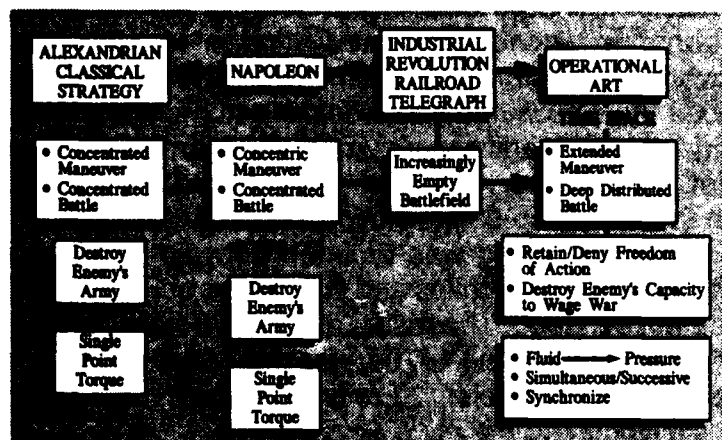 ALEXANDRIAN
CLASSICAL
STRATEGY
NAPOLEON
INDUSTRIAL
REVOLUTION
RAILROAD
TELEGRAPH
OPERATIONAL
ART
TIME SPACE
• Concentrated
Maneuver
• Concentrated
Battle
• Concentric
Maneuver
• Concentrated
Battle
Increasingly
Empty
Battlefield
• Extended
Maneuver
• Deep Distributed
Battle
Destroy
Enemy's
Army
Destroy
Enemy's
Army
• Retain/Deny Freedom
of Action
• Destroy Enemy's Capacity
to Wage War
Single
Point
Torque
Single
Point
Torque
• Fluid ⟶ Pressure
• Simultaneous/Successive
• Synchronize